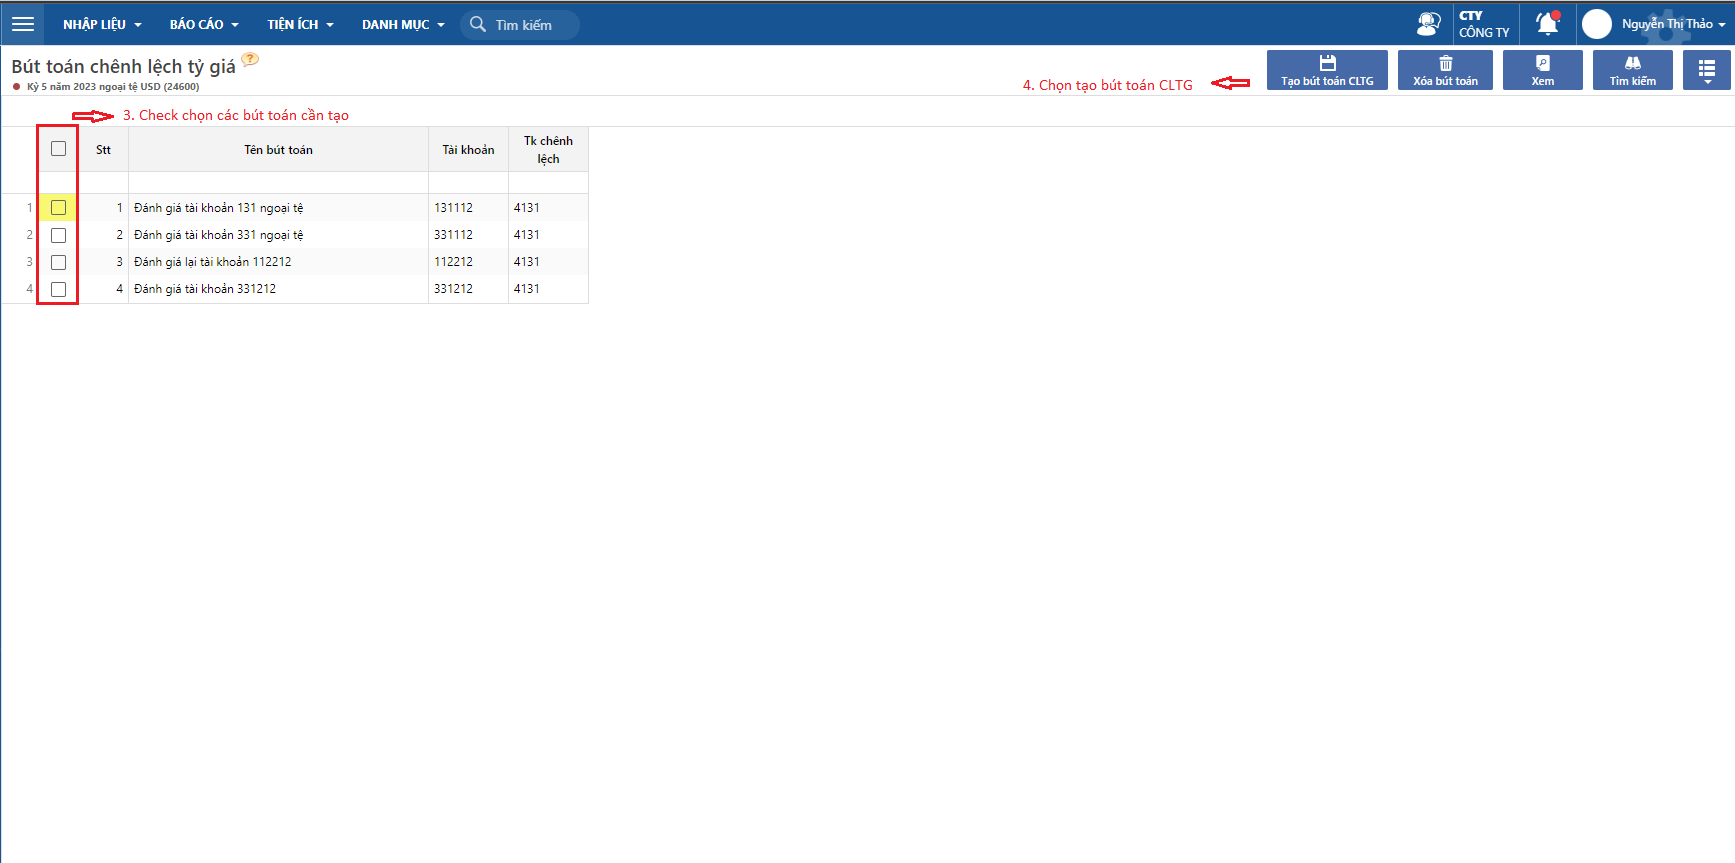 NHẬP LIỆU BÁO CÁO TIỆN ÍCH DANH MỤC Tìm kiếm CTY Nguyễn Thị Thảo
CÔNG TY
Bút toán chênh lệch tỷ giá ?
Kỳ 5 năm 2023 ngoại tệ USD (24600)
4. Chọn tạo bút toán CLTG
Tạo bút toán CLTG Xóa bút toán Xem Tìm kiếm
3. Check chọn các bút toán cần tạo
Stt Tên bút toán Tài khoản Tk chênh lệch
1 1 Đánh giá tài khoản 131 ngoại tệ 131112 4131
2 2 Đánh giá tài khoản 331 ngoại tệ 331112 4131
3 3 Đánh giá lại tài khoản 112212 112212 4131
4 4 Đánh giá tài khoản 331212 331212 4131